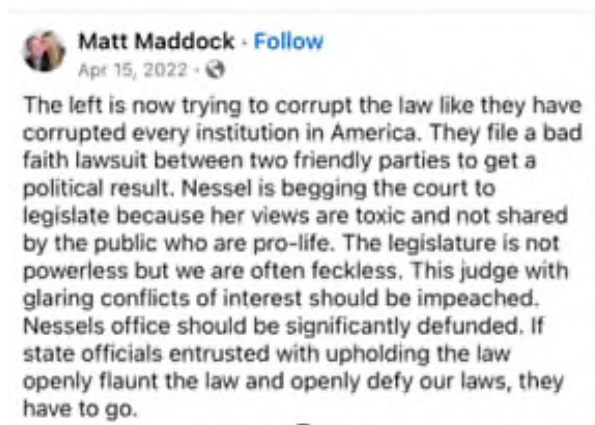 Matt Maddock · Follow
Apr 15, 2022 ·
The left is now trying to corrupt the law like they have
corrupted every institution in America. They file a bad
faith lawsuit between two friendly parties to get a
political result. Nessel is begging the court to
legislate because her views are toxic and not shared
by the public who are pro-life. The legislature is not
powerless but we are often feckless. This judge with
glaring conflicts of interest should be impeached.
Nessels office should be significantly defunded. If
state officials entrusted with upholding the law
openly flaunt the law and openly defy our laws, they
have to go.